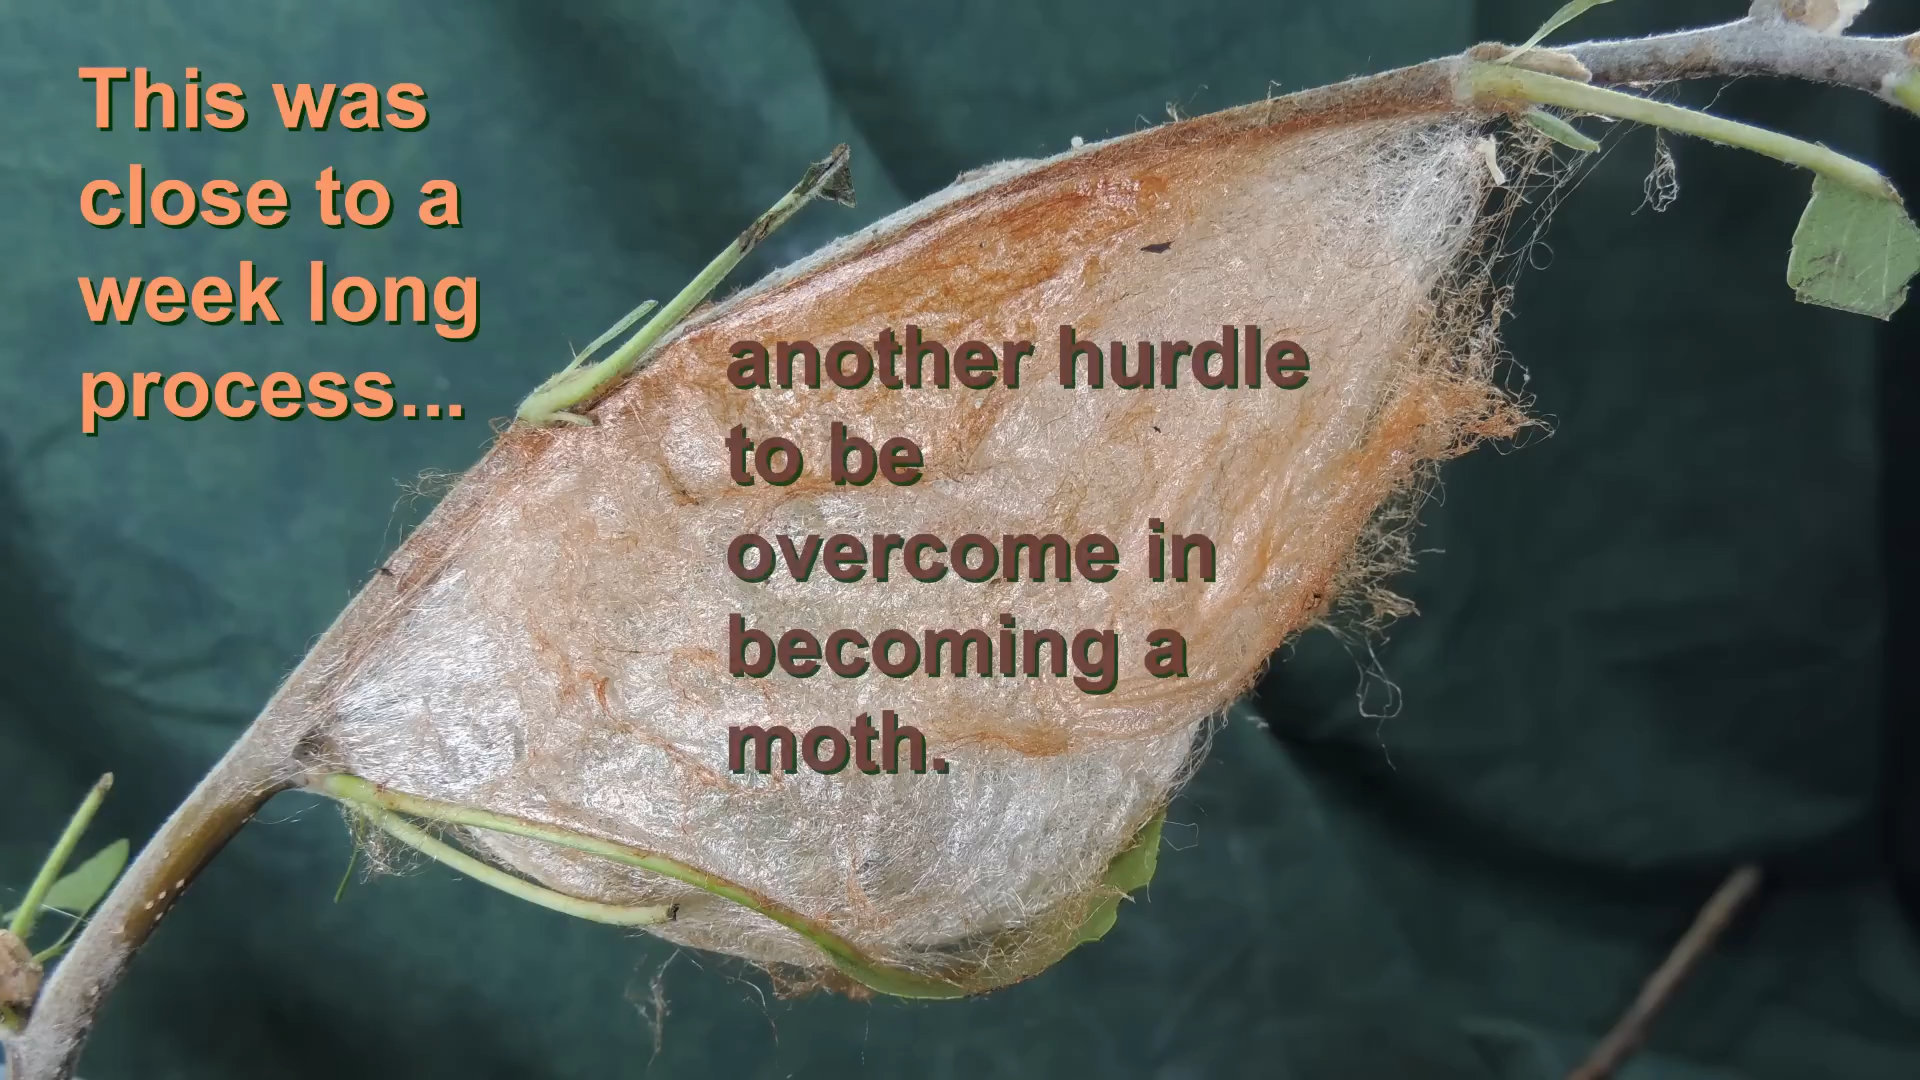 This was
close to a
week long
process...
another hurdle
to be
overcome in
becoming a
moth.